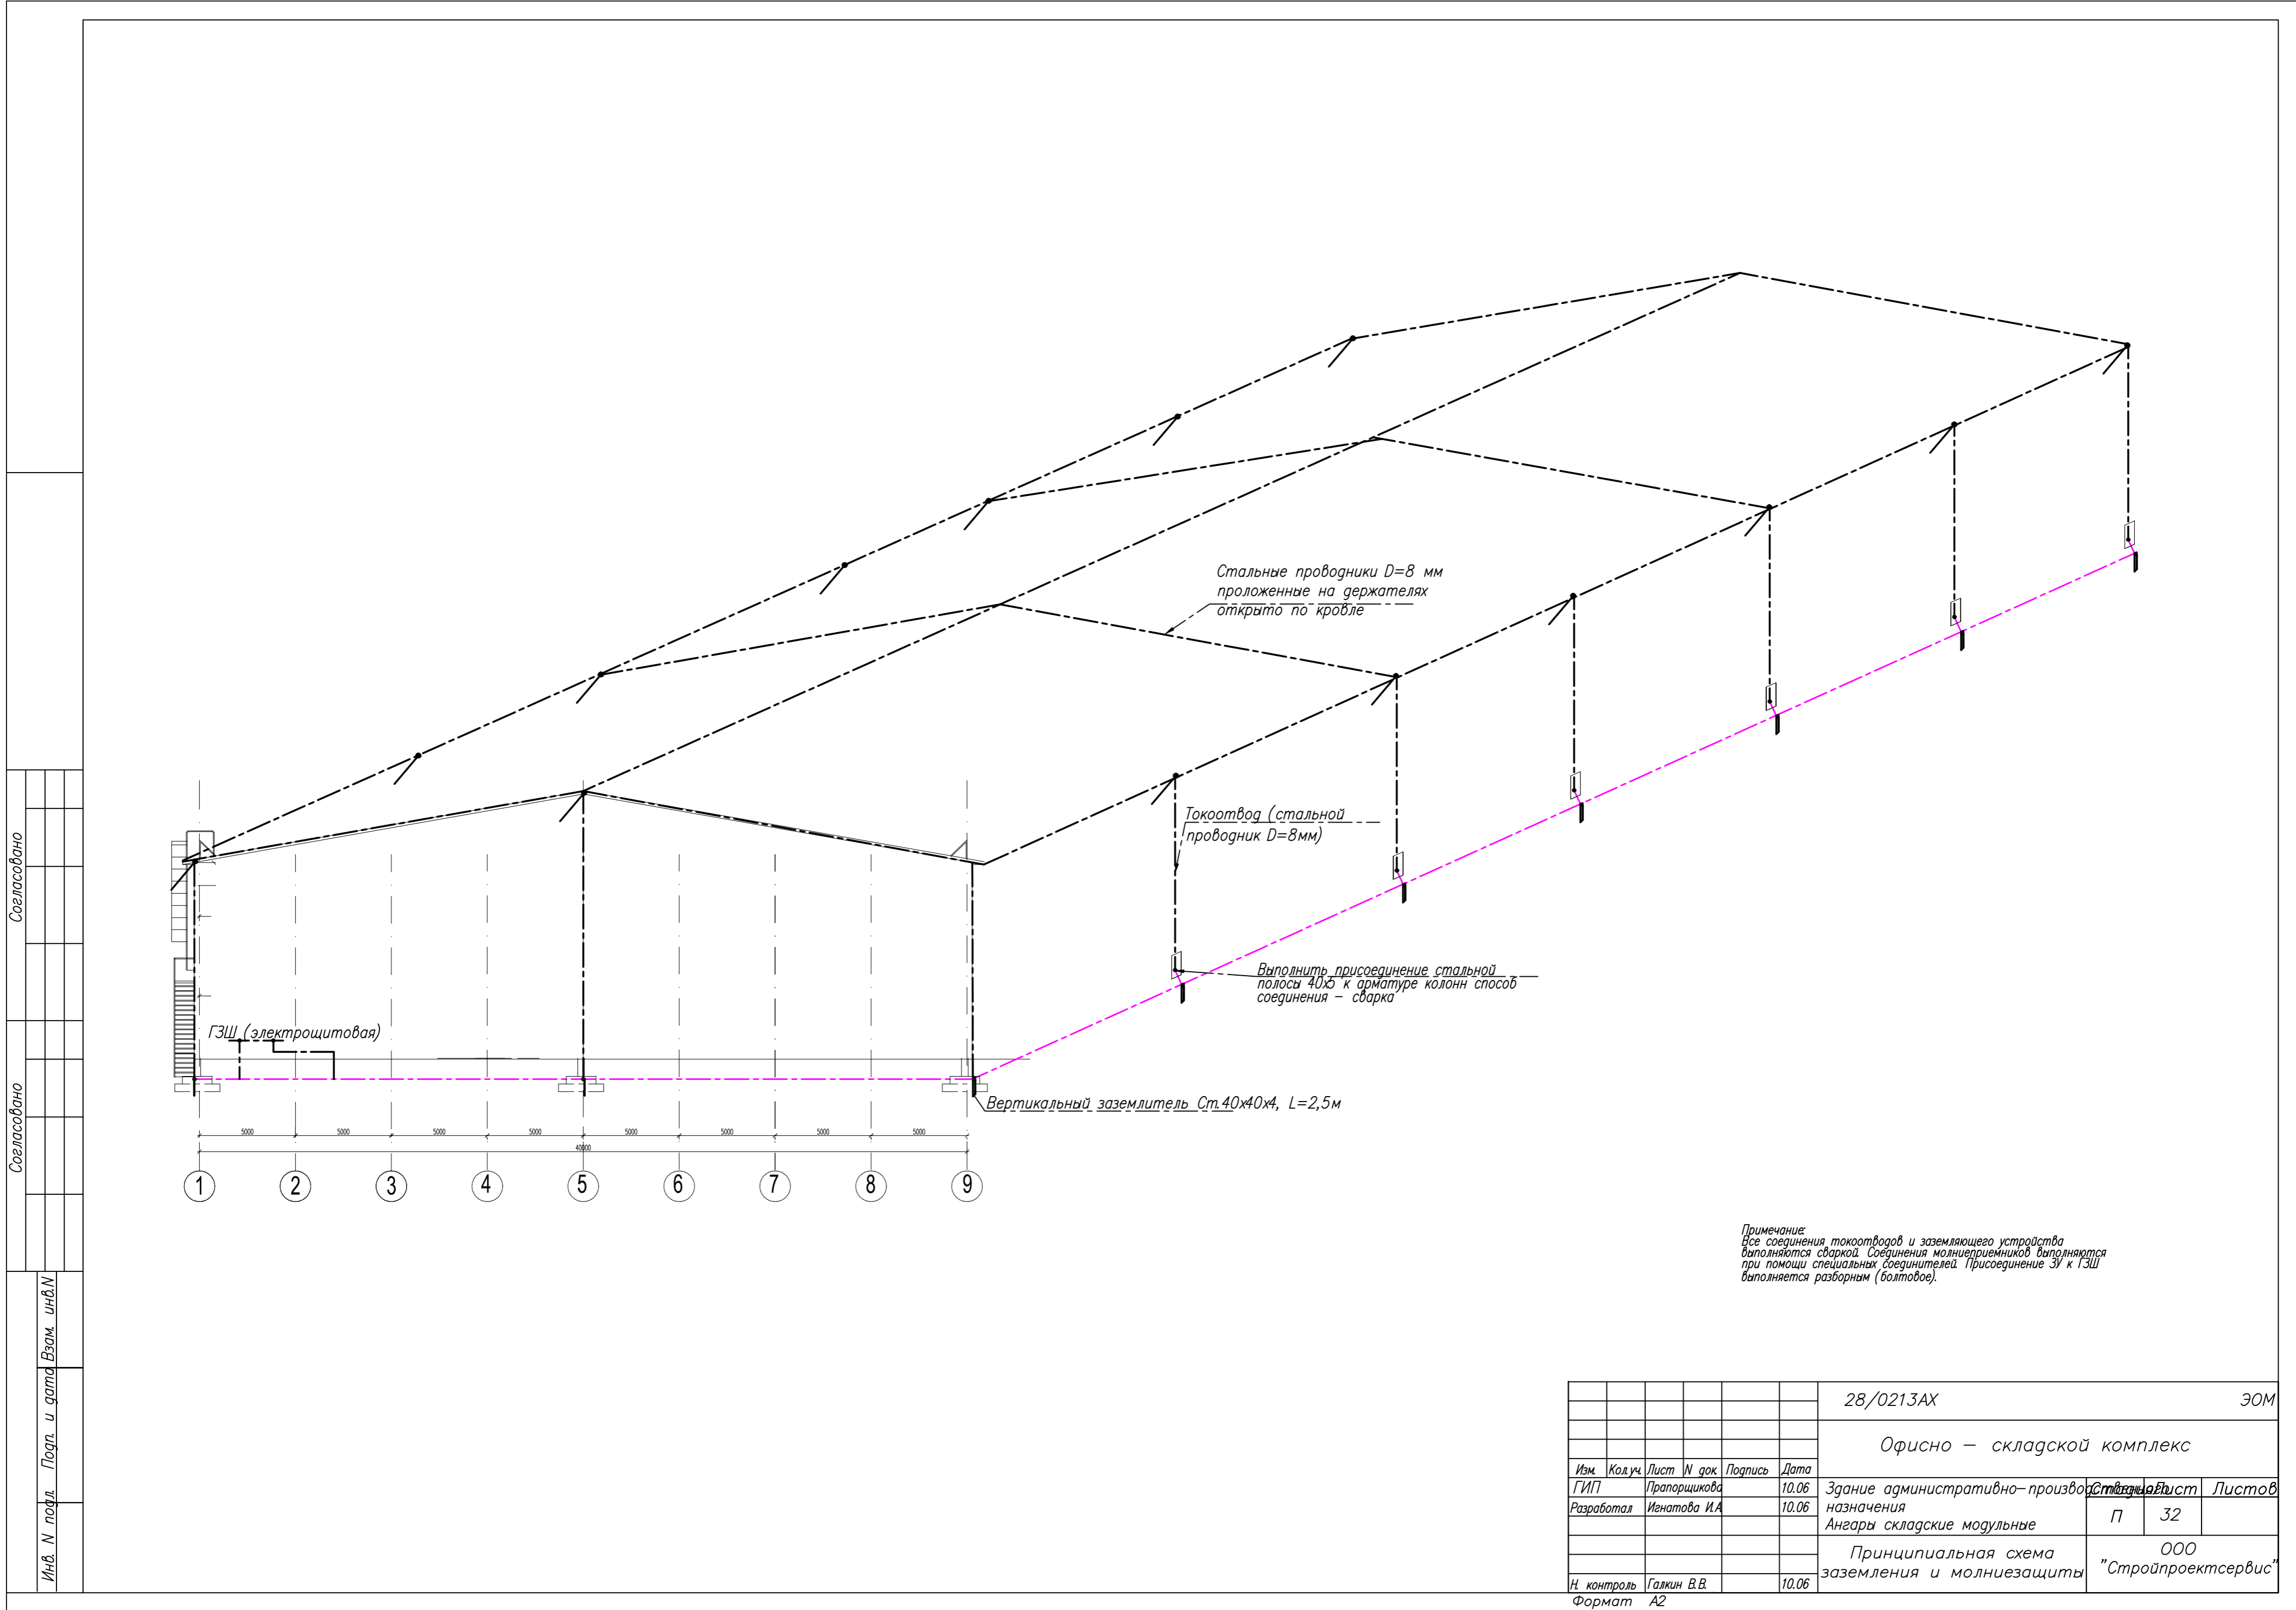 Стальные проводники D=8 мм
проложенные на держателях
открыто по кровле
Токоотвод (стальной
проводник D=8мм)
Выполнить присоединение стальной
полосы 40х5 к арматуре колонн способ
соединения – сварка
ГЗШ (электрощитовая)
Вертикальный заземлитель Ст.40х40х4, L=2,5м
5000 5000 5000 5000 5000 5000 5000 5000
40000
1 2 3 4 5 6 7 8 9
Примечание:
Все соединения токоотводов и заземляющего устройства
выполняются сваркой. Соединения молниеприемников выполняются
при помощи специальных соединителей. Присоединение ЗУ к ГЗШ
выполняется разборным (болтовое).
Согласовано
Согласовано
Взам. инв.N
Подп. и дата
Инв. N подл.
28/0213АХ ЭОМ
Офисно – складской комплекс
Изм. Кол.уч. Лист N док. Подпись Дата
ГИП Прапорщикова 10.06
Разработал Игнатова И.А 10.06
Н. контроль Галкин В.В. 10.06
Здание административно–производственного
назначения
Ангары складские модульные
Стадия Лист Листов
П 32
Принципиальная схема
заземления и молниезащиты
ООО
"Стройпроектсервис"
Формат А2